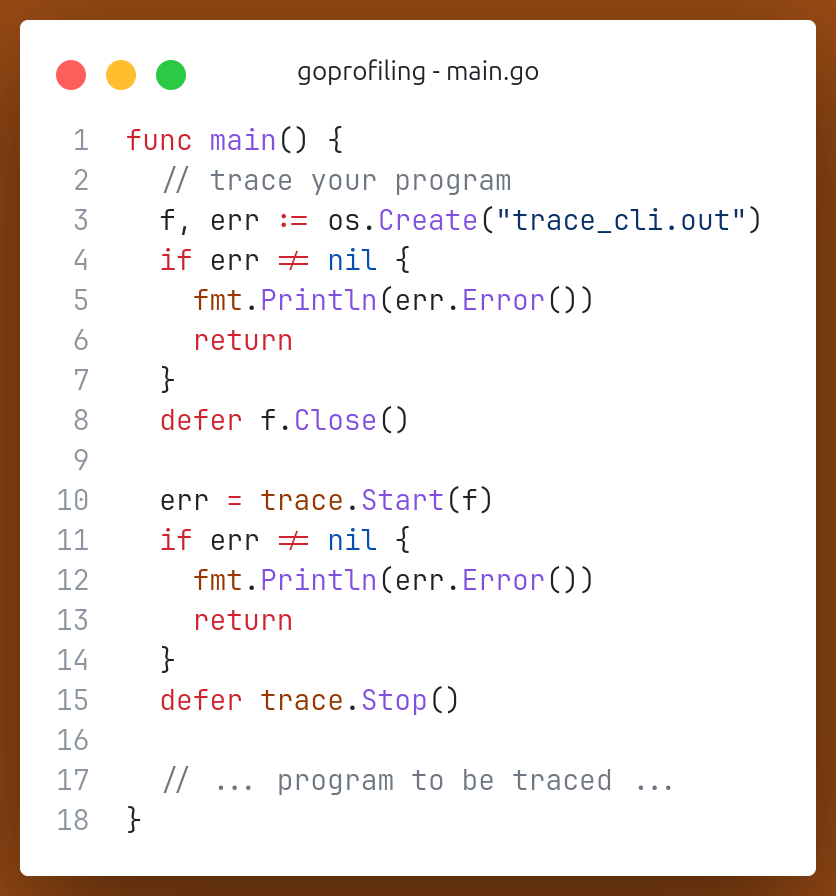 goprofiling - main.go
1 func main() {
2 // trace your program
3 f, err := os.Create("trace_cli.out")
4 if err != nil {
5 fmt.Println(err.Error())
6 return
7 }
8 defer f.Close()
9
10 err = trace.Start(f)
11 if err != nil {
12 fmt.Println(err.Error())
13 return
14 }
15 defer trace.Stop()
16
17 // ... program to be traced ...
18 }